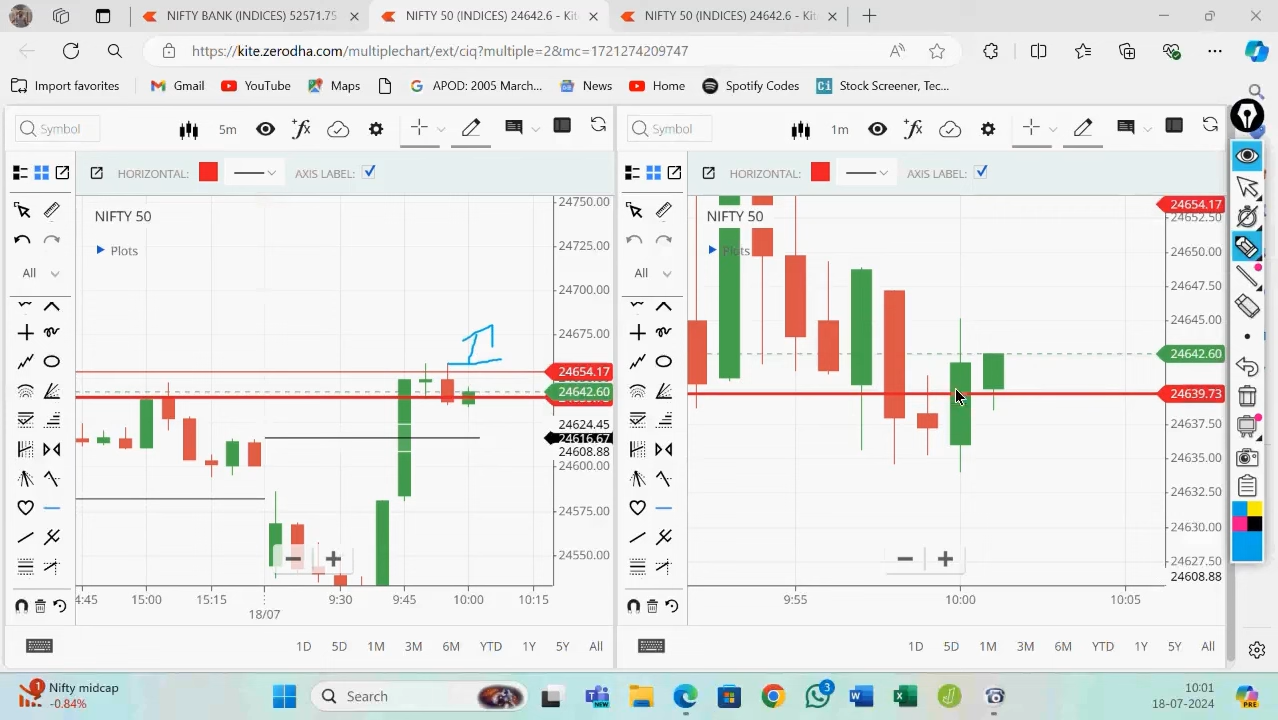 NIFTY BANK (INDICES) 52571.75
NIFTY 50 (INDICES) 24642.6 - Kit
NIFTY 50 (INDICES) 24642.6 - Kit
https://kite.zerodha.com/multiplechart/ext/ciq?multiple=2&mc=1721274209747
Import favorites
Gmail
YouTube
Maps
APOD: 2005 March...
News
Home
Spotify Codes
Stock Screener, Tec...
Symbol
5m
Symbol
1m
HORIZONTAL:
AXIS LABEL:
HORIZONTAL:
AXIS LABEL:
NIFTY 50
Plots
All
24750.00
24725.00
24700.00
24675.00
24654.17
24642.60
24624.45
24616.67
24608.88
24600.00
24575.00
24550.00
4:45
15:00
15:15
18/07
9:30
9:45
10:00
10:15
1D 5D 1M 3M 6M YTD 1Y 5Y All
NIFTY 50
Plots
All
24654.17
24652.50
24650.00
24647.50
24645.00
24642.60
24639.73
24637.50
24635.00
24632.50
24630.00
24627.50
24608.88
9:55
10:00
10:05
1D 5D 1M 3M 6M YTD 1Y 5Y All
1
Nifty midcap
-0.84%
Search
NEW
3
PRE
10:01
18-07-2024